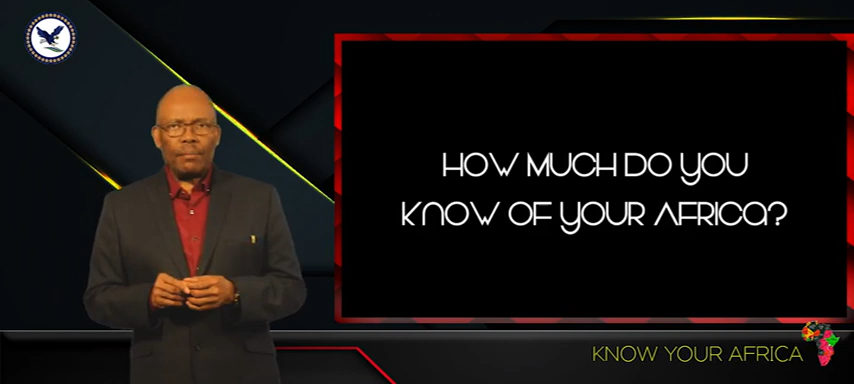 HOW MUCH DO YOU
KNOW OF YOUR AFRICA?
KNOW YOUR AFRICA